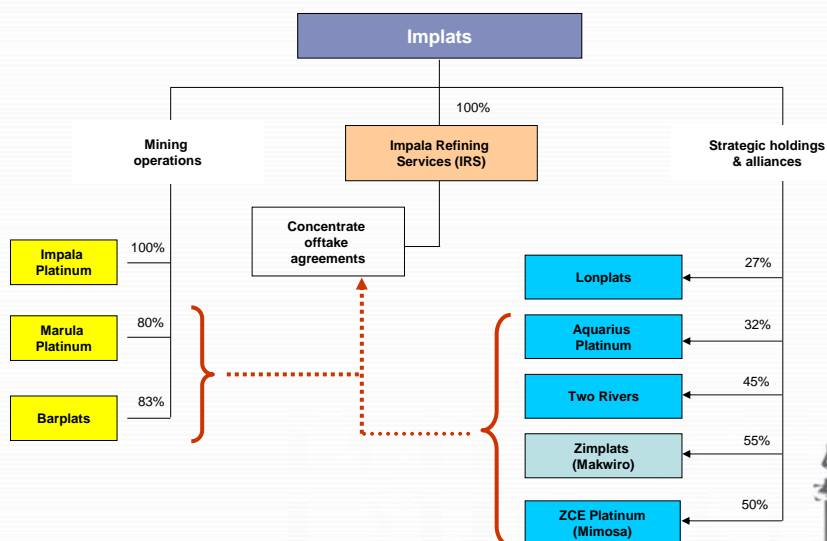 Implats
100%
Mining
operations
Impala Refining
Services (IRS)
Strategic holdings
& alliances
Concentrate
offtake
agreements
Impala
Platinum
100%
Lonplats
27%
Marula
Platinum
80%
Aquarius
Platinum
32%
Two Rivers
45%
Barplats
83%
Zimplats
(Makwiro)
55%
ZCE Platinum
(Mimosa)
50%